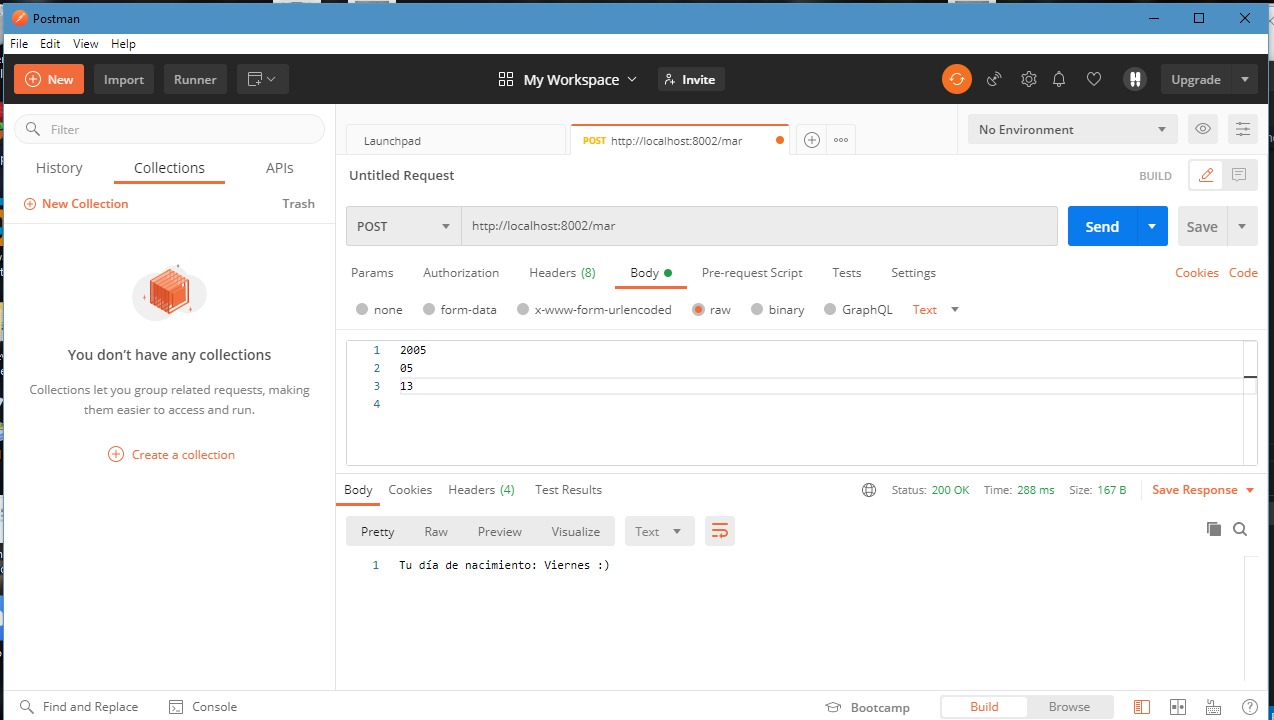 Postman
File Edit View Help
New Import Runner My Workspace Invite Upgrade
Filter
History Collections APIs
New Collection Trash
You don't have any collections
Collections let you group related requests, making
them easier to access and run.
Create a collection
Launchpad POST http://localhost:8002/mar No Environment
Untitled Request BUILD
POST http://localhost:8002/mar Send Save
Params Authorization Headers (8) Body Pre-request Script Tests Settings Cookies Code
none form-data x-www-form-urlencoded raw binary GraphQL Text
1 2005
2 05
3 13
4
Body Cookies Headers (4) Test Results Status: 200 OK Time: 288 ms Size: 167 B Save Response
Pretty Raw Preview Visualize Text
1 Tu día de nacimiento: Viernes :)
Find and Replace Console Bootcamp Build Browse